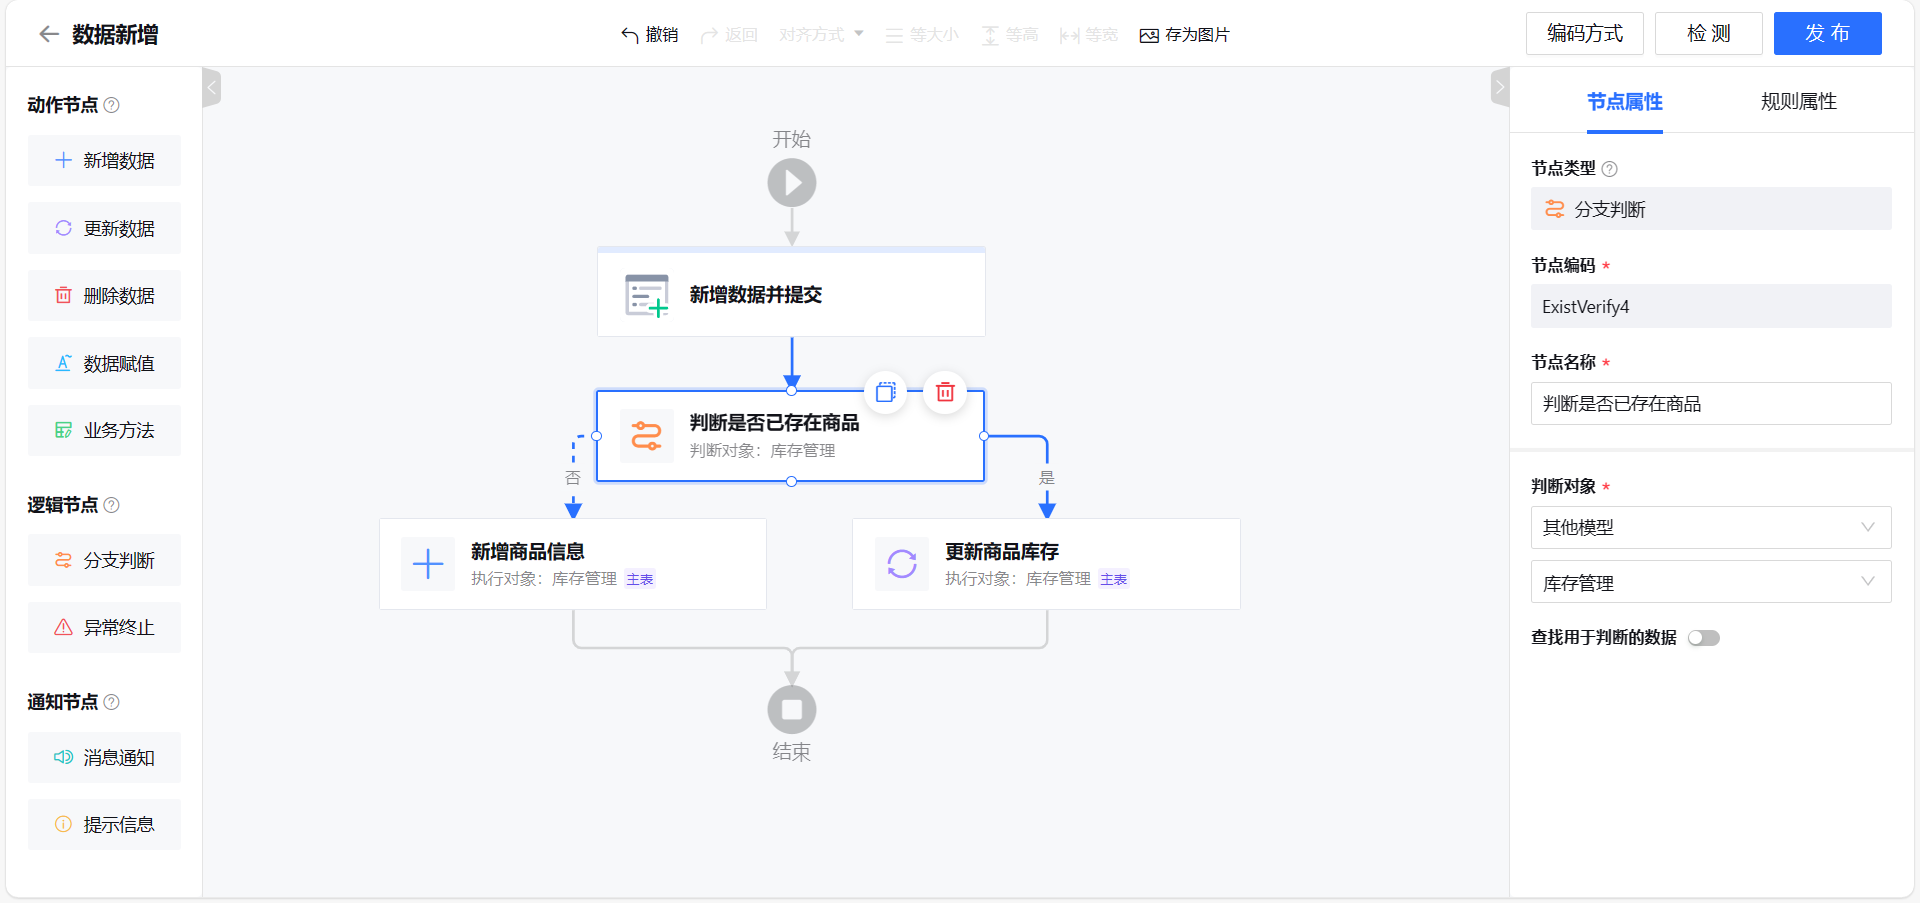 数据新增
撤销
返回
对齐方式
等大小
等高
等宽
存为图片
编码方式
检 测
发 布
动作节点
新增数据
更新数据
删除数据
数据赋值
业务方法
逻辑节点
分支判断
异常终止
通知节点
消息通知
提示信息
开始
新增数据并提交
判断是否已存在商品
判断对象：库存管理
否
是
新增商品信息
执行对象：库存管理 主表
更新商品库存
执行对象：库存管理 主表
结束
节点属性
规则属性
节点类型
分支判断
节点编码 *
ExistVerify4
节点名称 *
判断是否已存在商品
判断对象 *
其他模型
库存管理
查找用于判断的数据